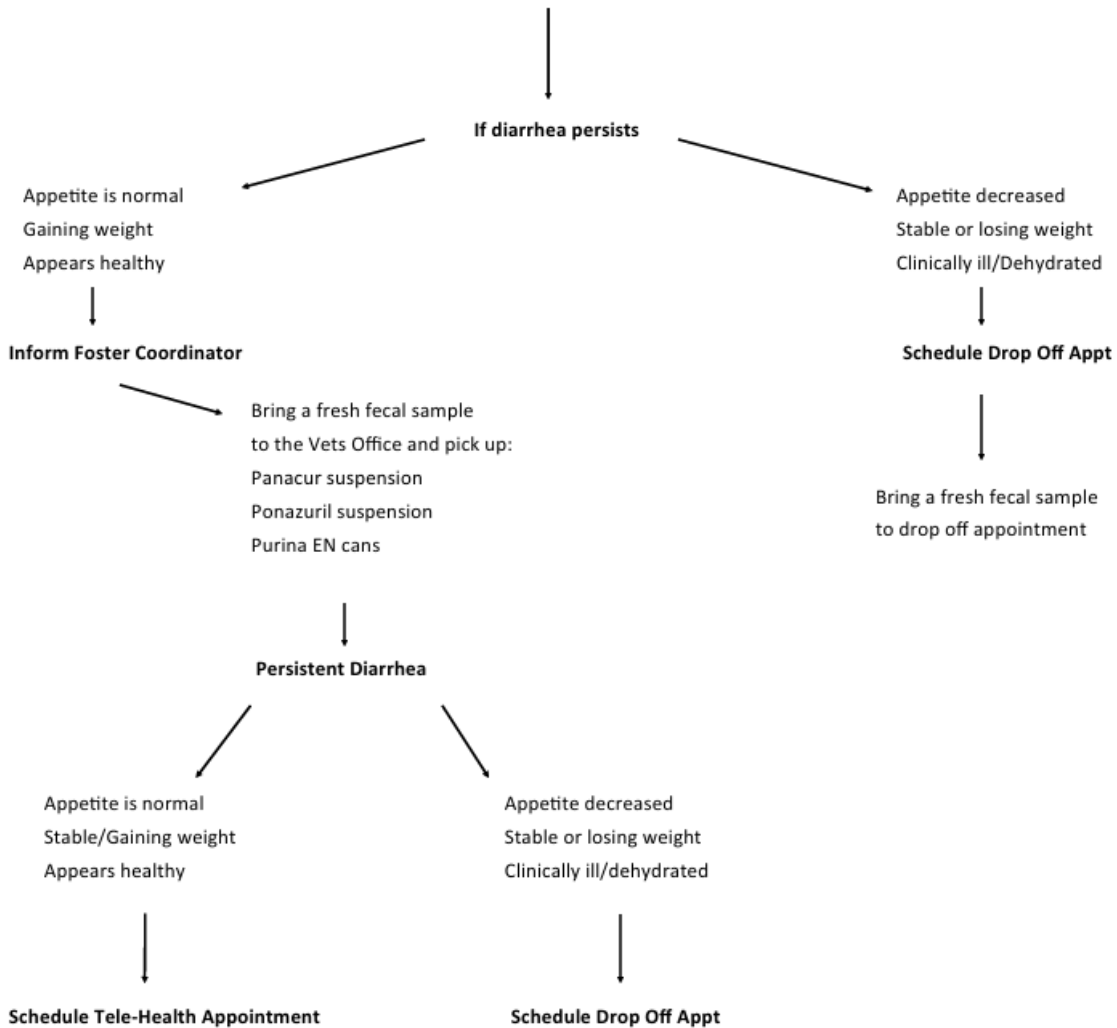 If diarrhea persists
Appetite is normal
Gaining weight
Appears healthy
Appetite decreased
Stable or losing weight
Clinically ill/Dehydrated
Inform Foster Coordinator
Schedule Drop Off Appt
Bring a fresh fecal sample
to the Vets Office and pick up:
Panacur suspension
Ponazuril suspension
Purina EN cans
Bring a fresh fecal sample
to drop off appointment
Persistent Diarrhea
Appetite is normal
Stable/Gaining weight
Appears healthy
Appetite decreased
Stable or losing weight
Clinically ill/dehydrated
Schedule Tele-Health Appointment
Schedule Drop Off Appt